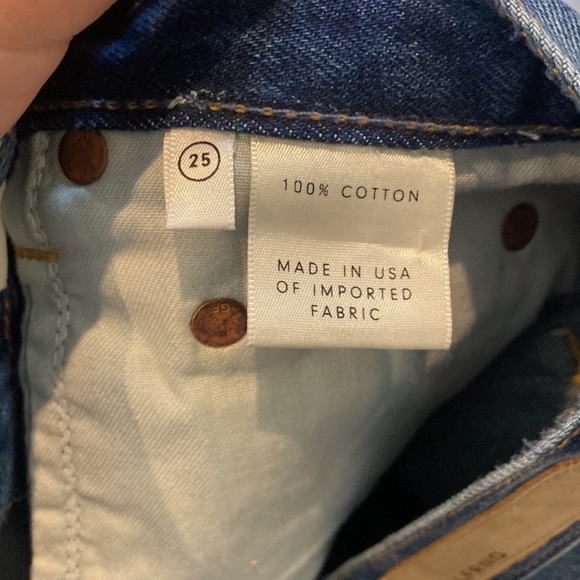 25
100% COTTON
MADE IN USA
OF IMPORTED
FABRIC